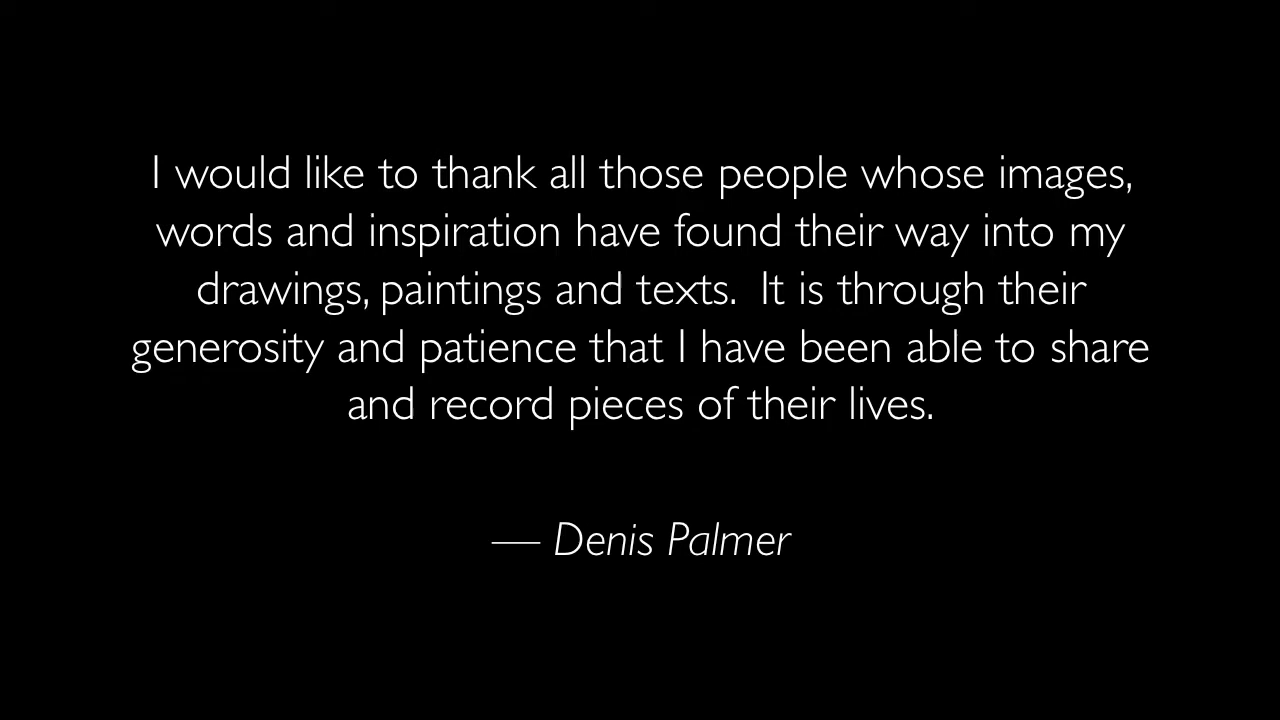 I would like to thank all those people whose images,
words and inspiration have found their way into my
drawings, paintings and texts.  It is through their
generosity and patience that I have been able to share
and record pieces of their lives.
— Denis Palmer